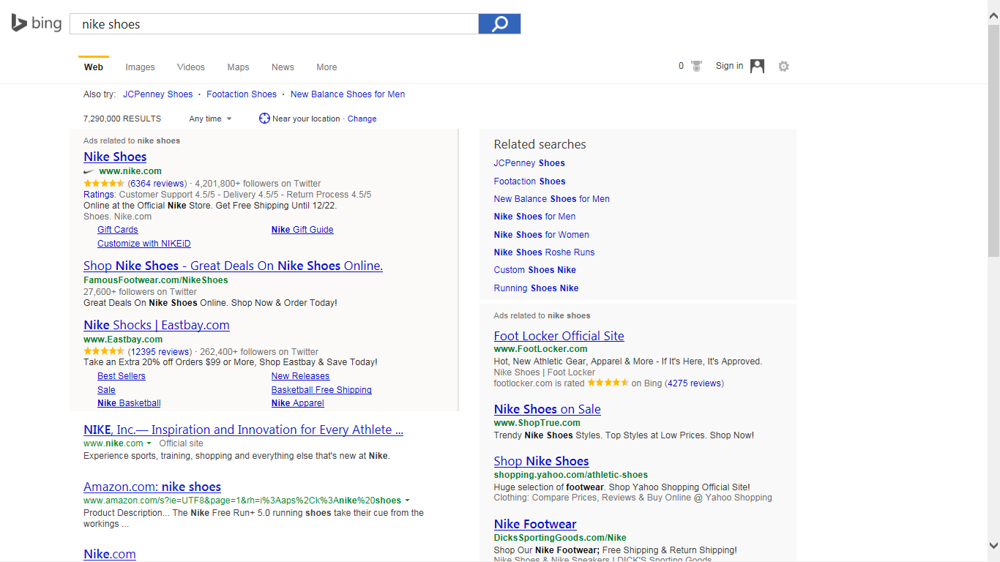 bing
nike shoes
Web Images Videos Maps News More
0 Sign in
Also try: JCPenney Shoes · Footaction Shoes · New Balance Shoes for Men
7,290,000 RESULTS Any time Near your location · Change
Ads related to nike shoes
Nike Shoes
www.nike.com
(6364 reviews) · 4,201,800+ followers on Twitter
Ratings: Customer Support 4.5/5 - Delivery 4.5/5 - Return Process 4.5/5
Online at the Official Nike Store. Get Free Shipping Until 12/22.
Shoes. Nike.com
Gift Cards Nike Gift Guide
Customize with NIKEiD
Shop Nike Shoes - Great Deals On Nike Shoes Online.
FamousFootwear.com/NikeShoes
27,600+ followers on Twitter
Great Deals On Nike Shoes Online. Shop Now & Order Today!
Nike Shocks | Eastbay.com
www.Eastbay.com
(12395 reviews) · 262,400+ followers on Twitter
Take an Extra 20% off Orders $99 or More, Shop Eastbay & Save Today!
Best Sellers New Releases
Sale Basketball Free Shipping
Nike Basketball Nike Apparel
NIKE, Inc.— Inspiration and Innovation for Every Athlete ...
www.nike.com Official site
Experience sports, training, shopping and everything else that's new at Nike.
Amazon.com: nike shoes
www.amazon.com/s?ie=UTF8&page=1&rh=i%3Aaps%2Ck%3Anike%20shoes
Product Description... The Nike Free Run+ 5.0 running shoes take their cue from the
workings ...
Nike.com
Related searches
JCPenney Shoes
Footaction Shoes
New Balance Shoes for Men
Nike Shoes for Men
Nike Shoes for Women
Nike Shoes Roshe Runs
Custom Shoes Nike
Running Shoes Nike
Ads related to nike shoes
Foot Locker Official Site
www.FootLocker.com
Hot, New Athletic Gear, Apparel & More - If It's Here, It's Approved.
Nike Shoes | Foot Locker
footlocker.com is rated on Bing (4275 reviews)
Nike Shoes on Sale
www.ShopTrue.com
Trendy Nike Shoes Styles. Top Styles at Low Prices. Shop Now!
Shop Nike Shoes
shopping.yahoo.com/athletic-shoes
Huge selection of footwear. Shop Yahoo Shopping Official Site!
Clothing: Compare Prices, Reviews & Buy Online @ Yahoo Shopping
Nike Footwear
DicksSportingGoods.com/Nike
Shop Our Nike Footwear; Free Shipping & Return Shipping!
Nike Shoes & Nike Sneakers | DICK'S Sporting Goods